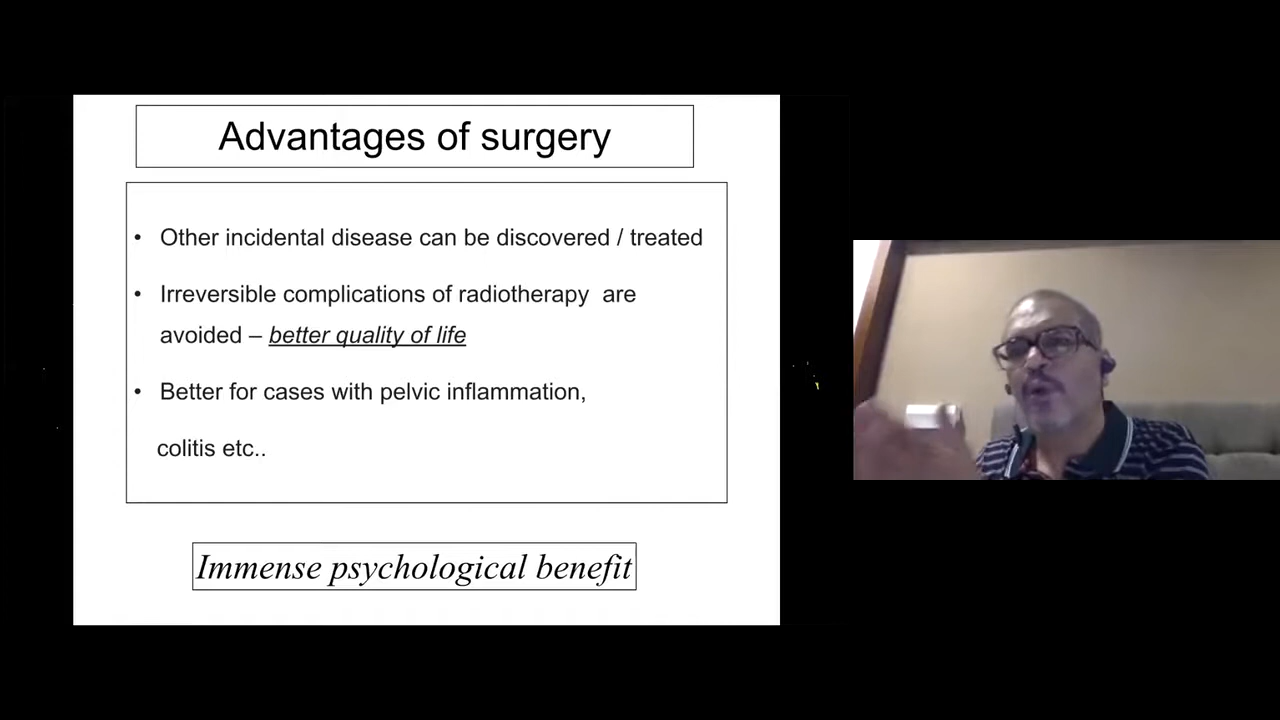 Advantages of surgery
• Other incidental disease can be discovered / treated
• Irreversible complications of radiotherapy are
avoided – better quality of life
• Better for cases with pelvic inflammation,
colitis etc..
Immense psychological benefit